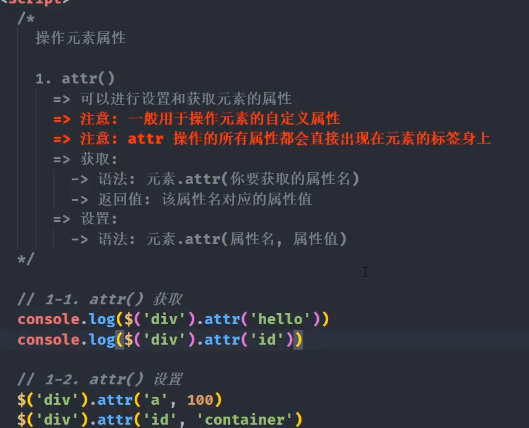 <script>
/*
操作元素属性
1. attr()
=> 可以进行设置和获取元素的属性
=> 注意: 一般用于操作元素的自定义属性
=> 注意: attr 操作的所有属性都会直接出现在元素的标签身上
=> 获取:
-> 语法: 元素.attr(你要获取的属性名)
-> 返回值: 该属性名对应的属性值
=> 设置:
-> 语法: 元素.attr(属性名, 属性值)
*/
// 1-1. attr() 获取
console.log($('div').attr('hello'))
console.log($('div').attr('id'))
// 1-2. attr() 设置
$('div').attr('a', 100)
$('div').attr('id', 'container')